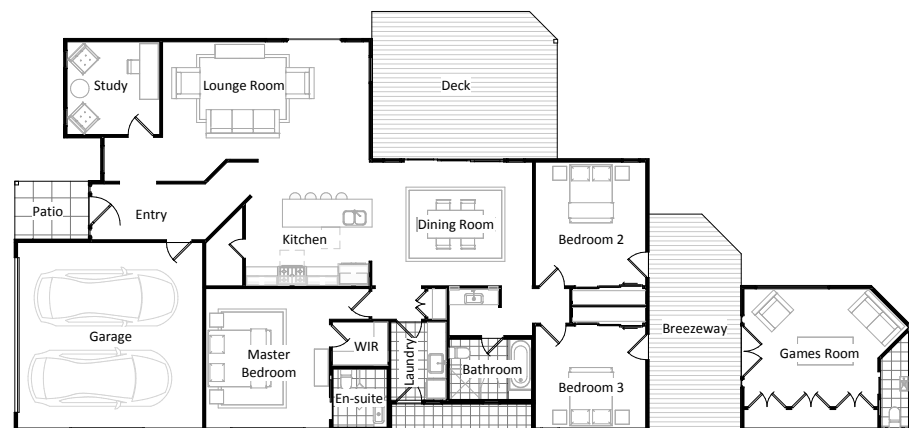 Study
Lounge Room
Deck
Patio
Entry
Kitchen
Dining Room
Bedroom 2
Garage
Master
Bedroom
WIR
En-suite
Laundry
Bathroom
Bedroom 3
Breezeway
Games Room